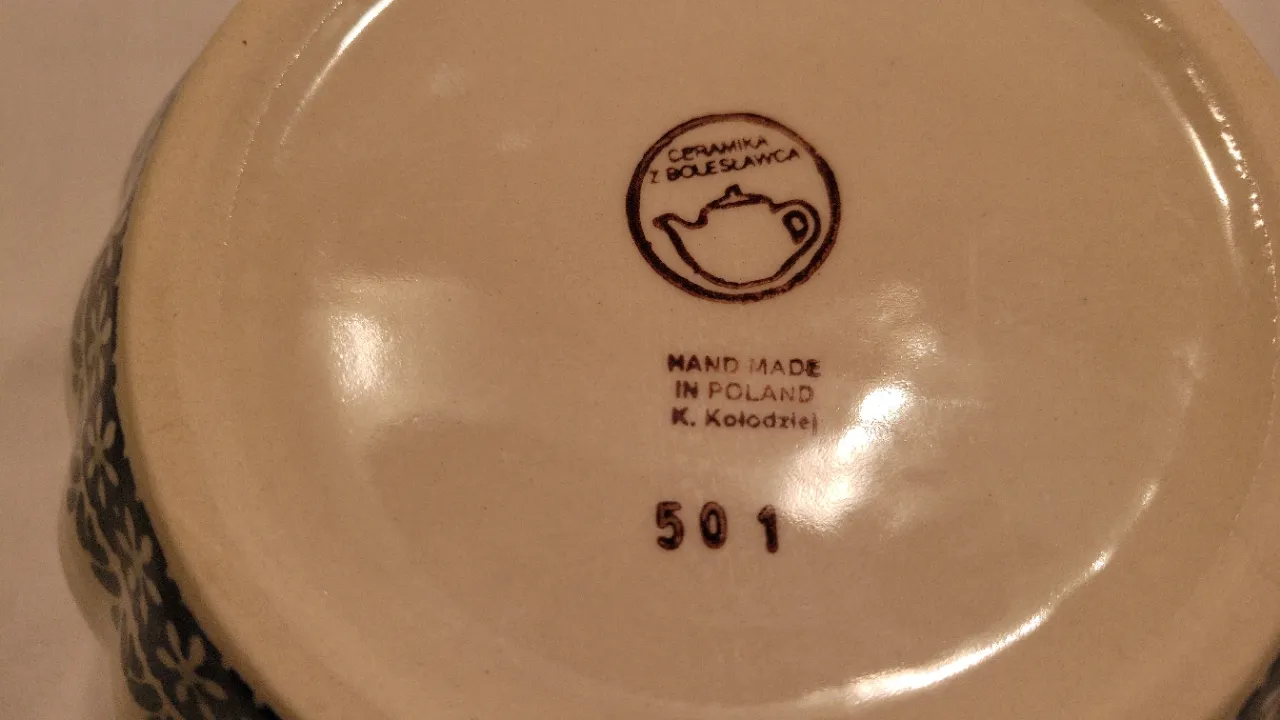 CERAMIKA
Z BOLESŁAWCA
HAND MADE
IN POLAND
K. Kołodziej
501